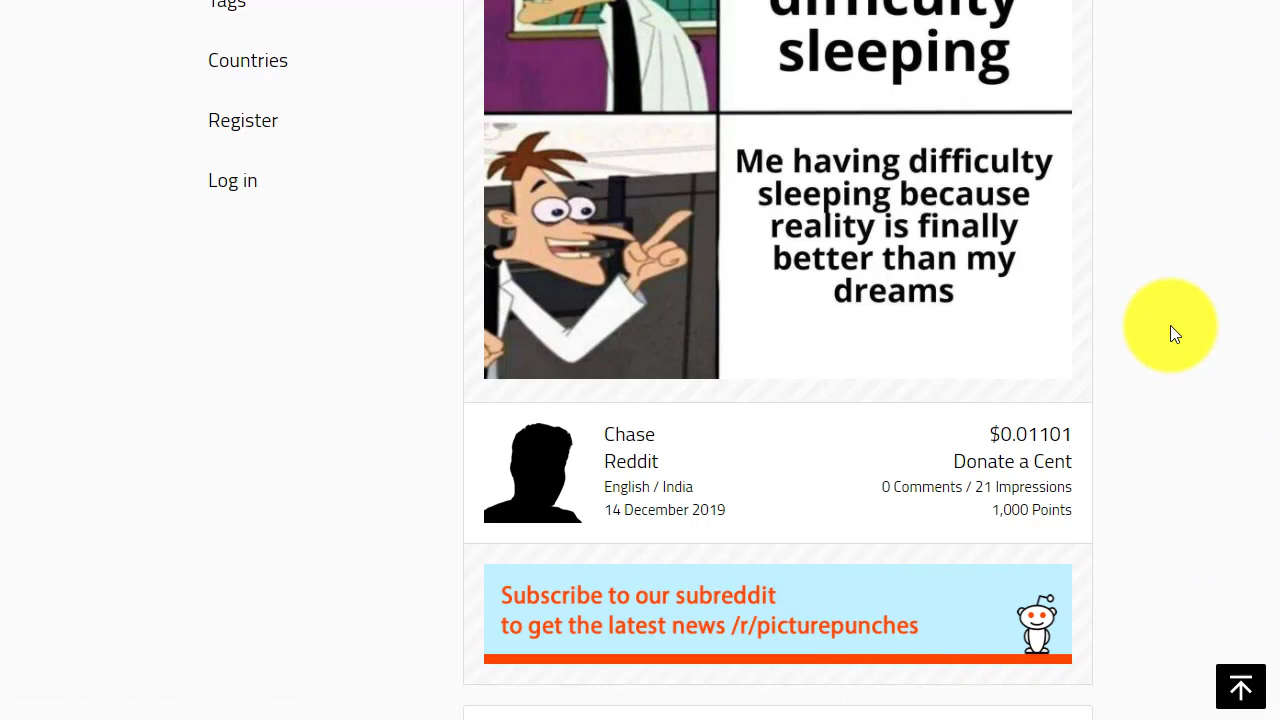 Tags
Countries
Register
Log in
difficulty
sleeping
Me having difficulty
sleeping because
reality is finally
better than my
dreams
Chase
Reddit
English / India
14 December 2019
$0.01101
Donate a Cent
0 Comments / 21 Impressions
1,000 Points
Subscribe to our subreddit
to get the latest news /r/picturepunches